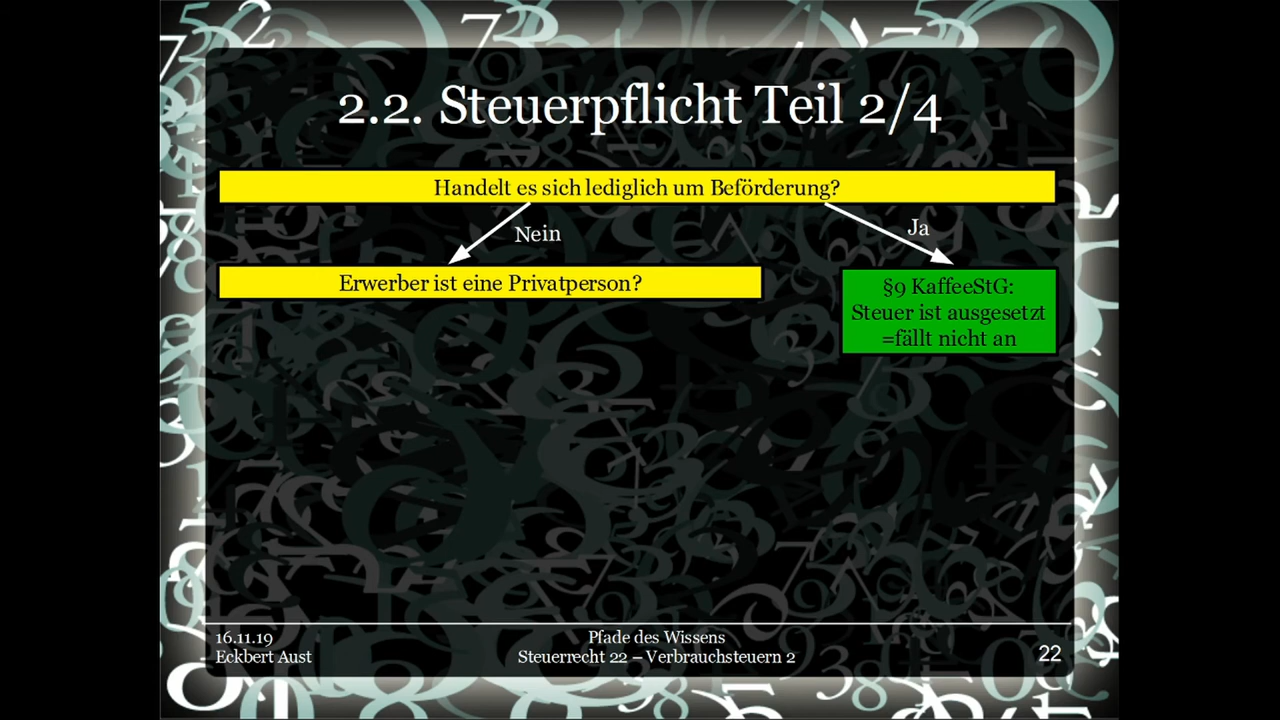 2.2. Steuerpflicht Teil 2/4
Handelt es sich lediglich um Beförderung?
Nein
Ja
Erwerber ist eine Privatperson?
§9 KaffeeStG:
Steuer ist ausgesetzt
=fällt nicht an
16.11.19
Eckbert Aust
Pfade des Wissens
Steuerrecht 22 – Verbrauchsteuern 2
22